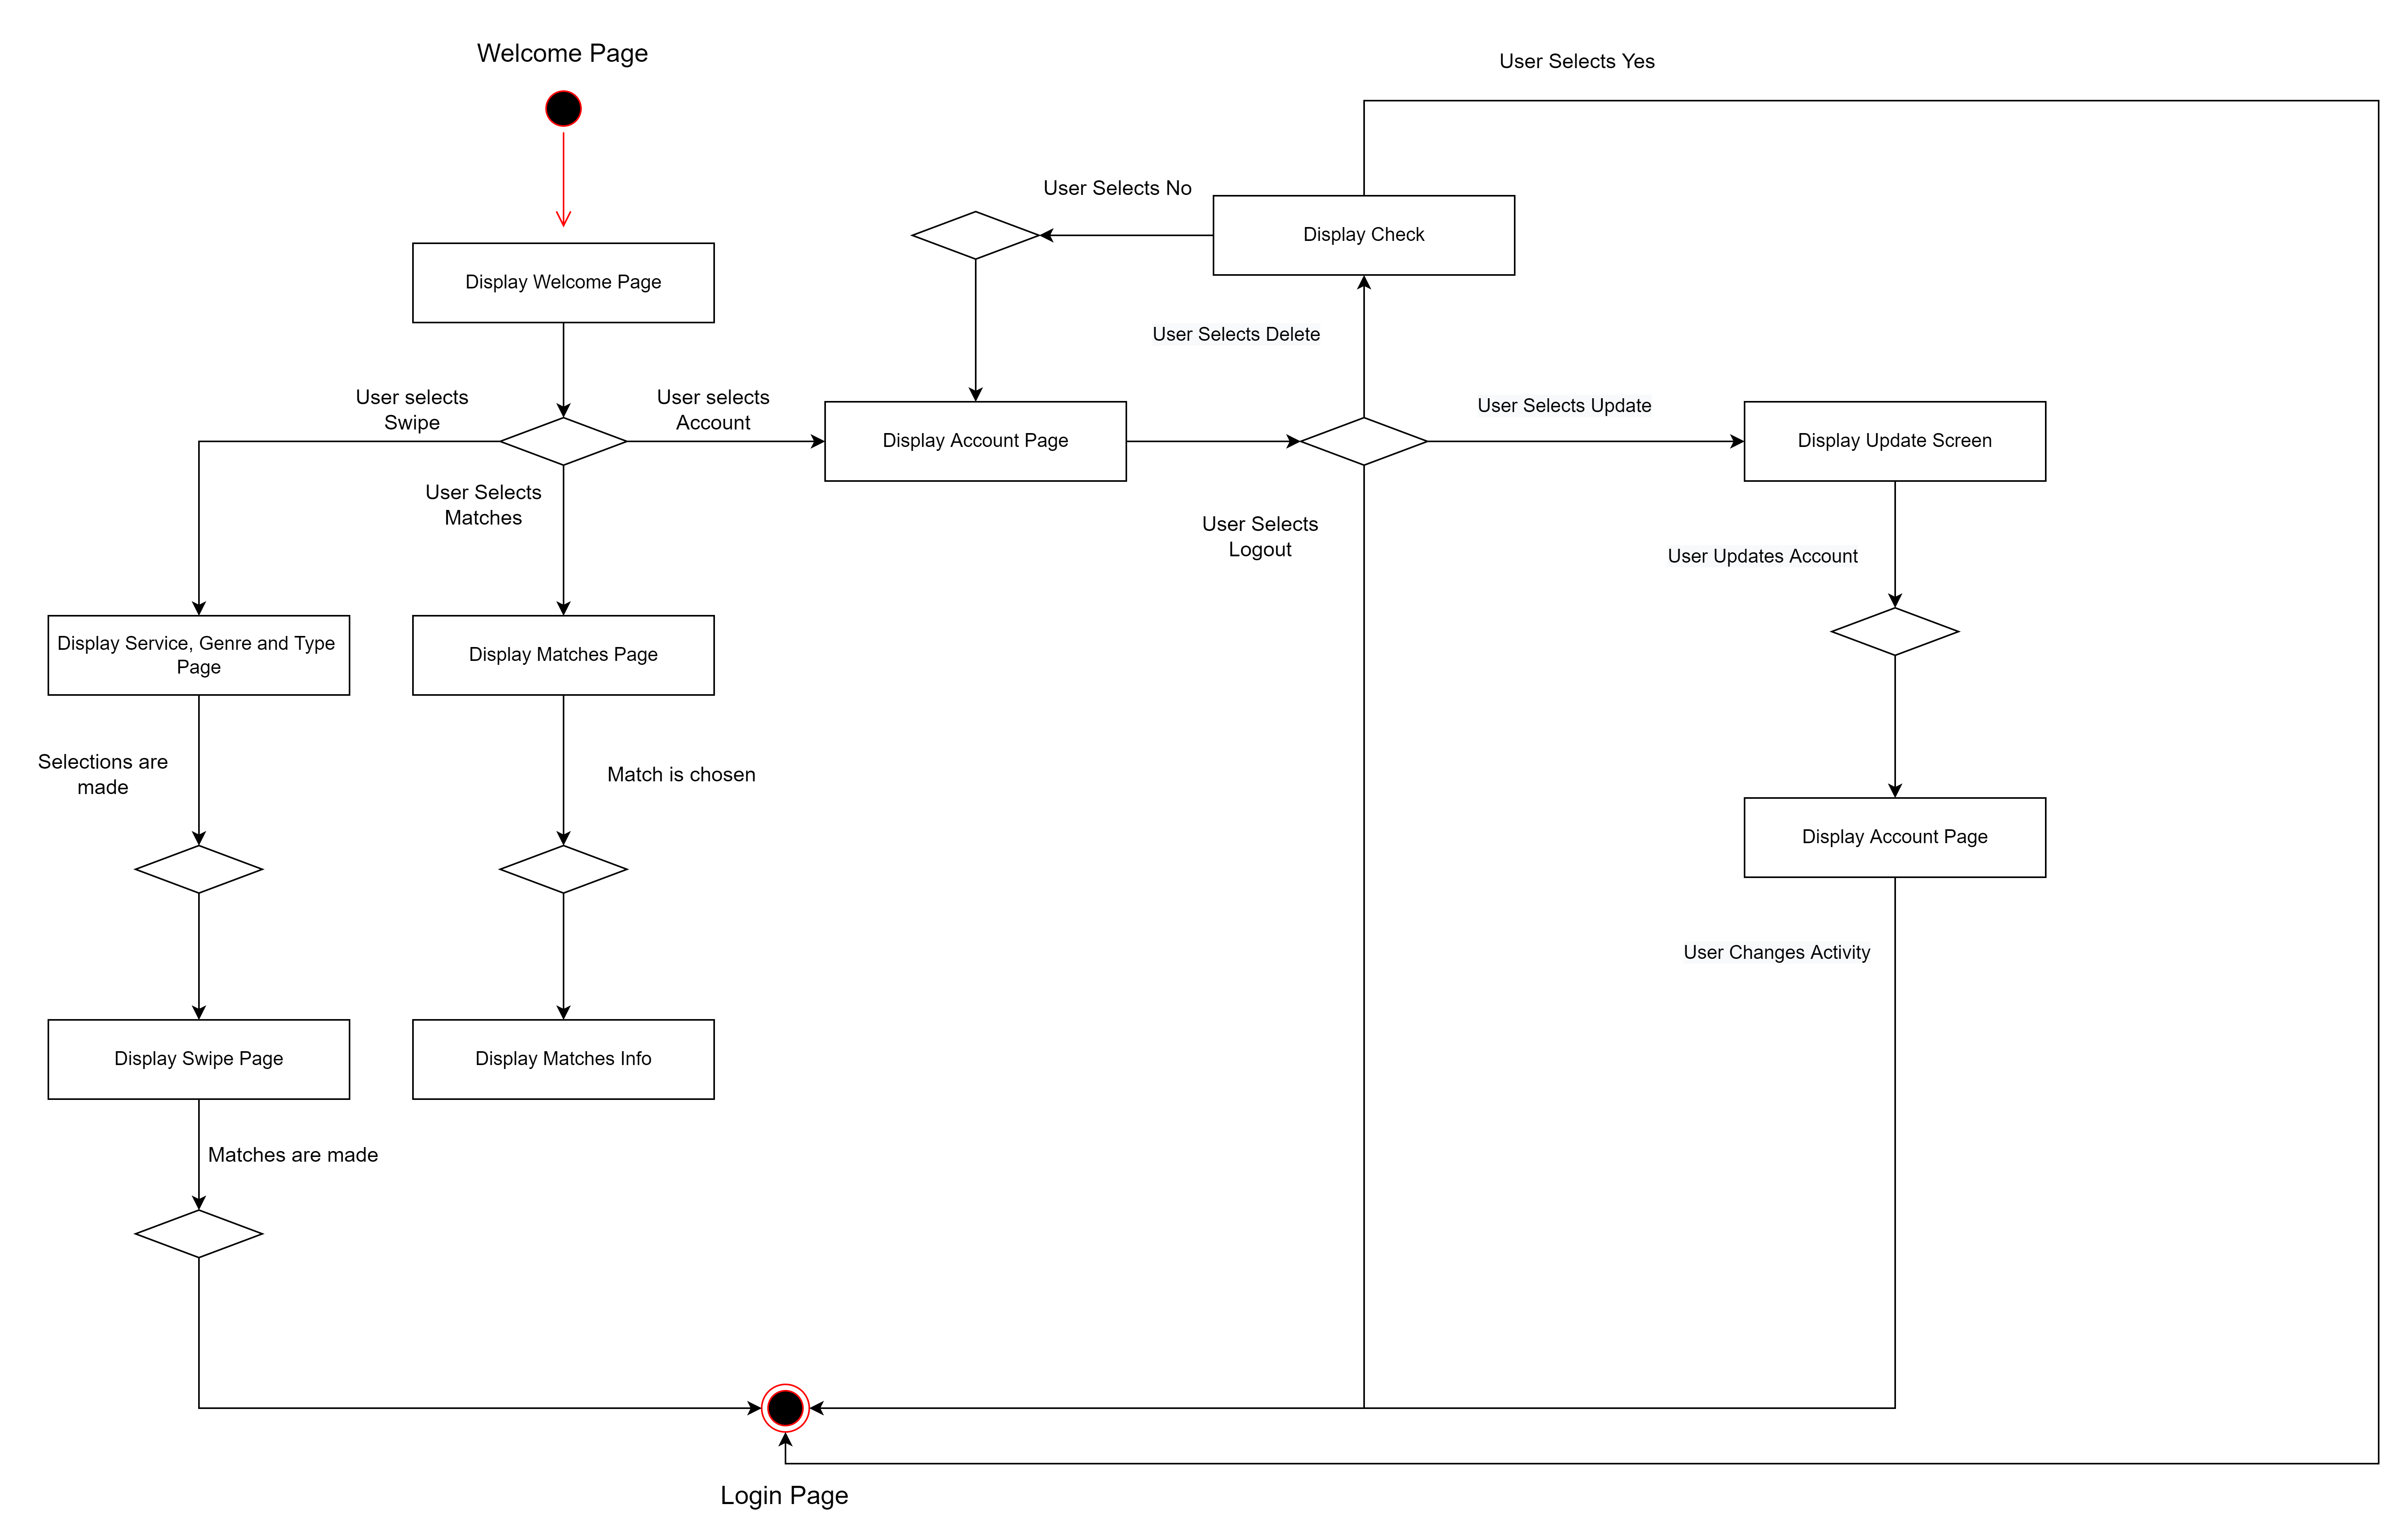 Welcome Page
User Selects Yes
User Selects No
Display Check
Display Welcome Page
User Selects Delete
User selects
Swipe
User selects
Account
Display Account Page
User Selects Update
Display Update Screen
User Selects
Matches
User Selects
Logout
User Updates Account
Display Service, Genre and Type
Page
Display Matches Page
Selections are
made
Match is chosen
Display Account Page
User Changes Activity
Display Swipe Page
Display Matches Info
Matches are made
Login Page